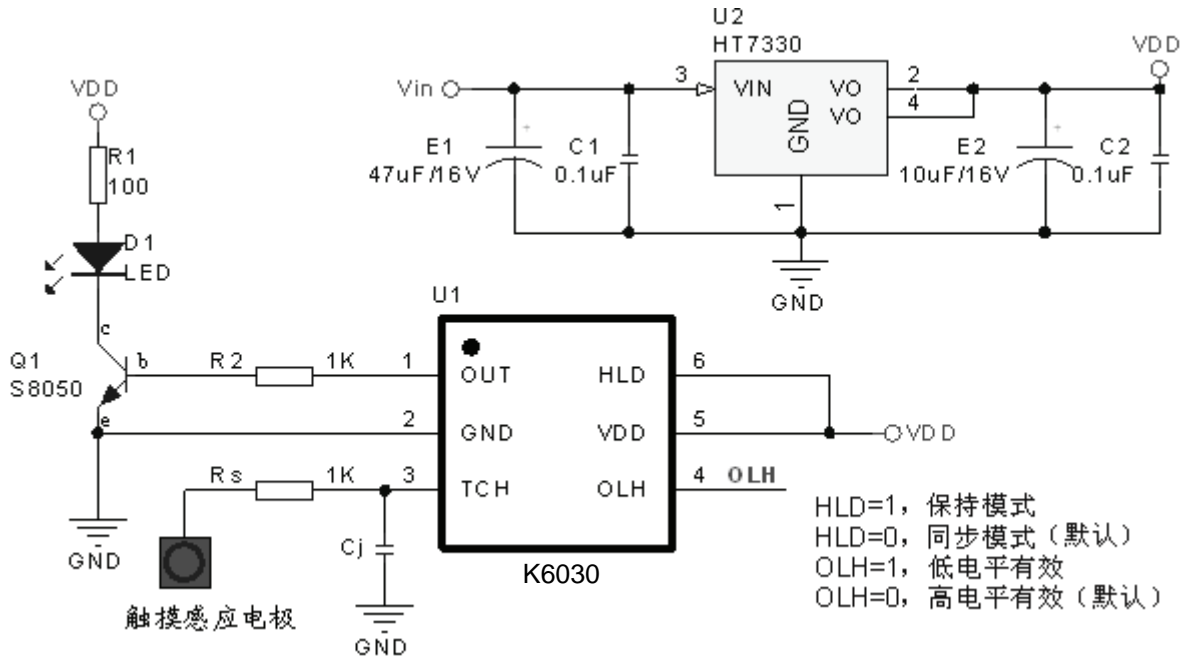 U2
HT7330
VDD
Vin
3
VIN
GND
VO
VO
2
4
1
E1
47uF/16V
C1
0.1uF
E2
10uF/16V
C2
0.1uF
GND
VDD
R1
100
D1
LED
c
b
e
Q1
S8050
R2
1K
1
GND
U1
OUT
HLD
GND
VDD
TCH
OLH
2
3
6
5
4
OLH
VDD
Rs
1K
Cj
GND
K6030
触摸感应电极
HLD=1，保持模式
HLD=0，同步模式（默认）
OLH=1，低电平有效
OLH=0，高电平有效（默认）